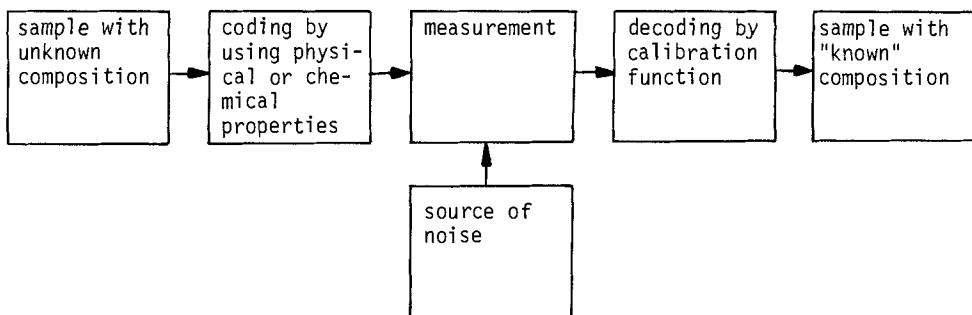 sample with
unknown
composition
coding by
using physi-
cal or che-
mical
properties
measurement
decoding by
calibration
function
sample with
"known"
composition
source of
noise